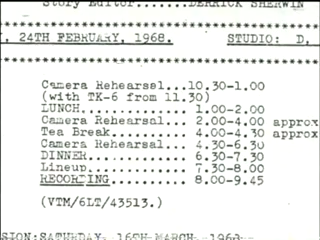 Story Editor.......DERRICK SHERWIN
, 24TH FEBRUARY, 1968. STUDIO: D.
Camera Rehearsal...10.30-1.00
(with TK-6 from 11.30)
LUNCH.............. 1.00-2.00
Camera Rehearsal... 2.00-4.00 approx
Tea Break.......... 4.00-4.30 approx
Camera Rehearsal... 4.30-6.30
DINNER............. 6.30-7.30
Lineup............. 7.30-8.00
RECORDING.......... 8.00-9.45
(VTM/6LT/43513.)
SION:SATURDAY, 16TH MARCH, 1968